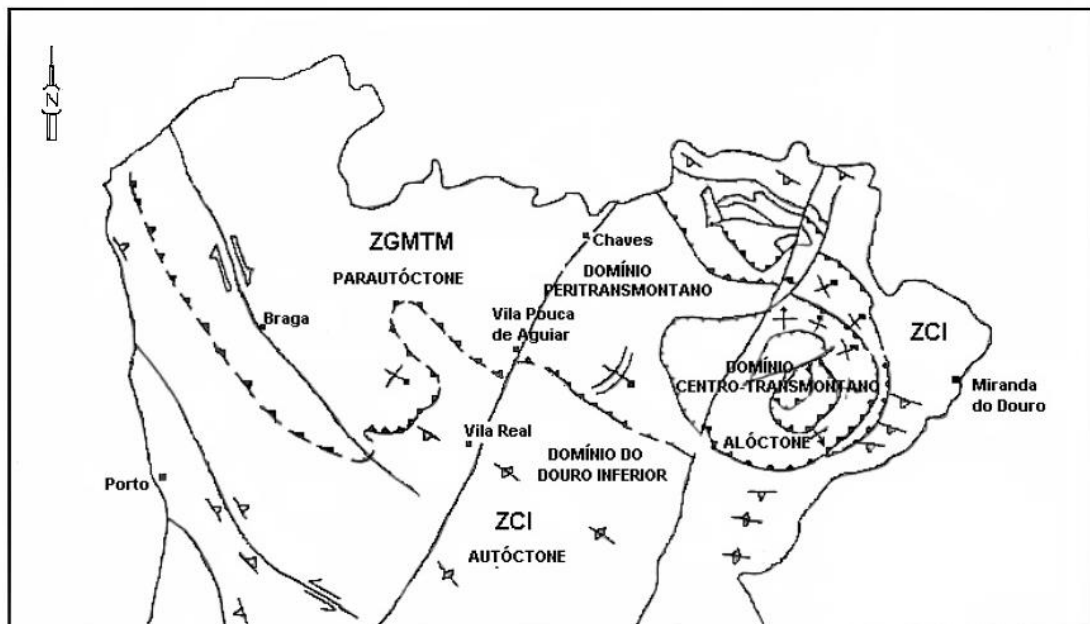 N
Chaves
ZGMTM
PARAUTÓCTONE
DOMÍNIO
PERITRANSMONTANO
Vila Pouca
de Aguiar
Braga
ZCI
DOMÍNIO
CENTRO-TRANSMONTANO
Miranda
do Douro
Vila Real
ALÓCTONE
DOMÍNIO DO
DOURO INFERIOR
Porto
ZCI
AUTÓCTONE